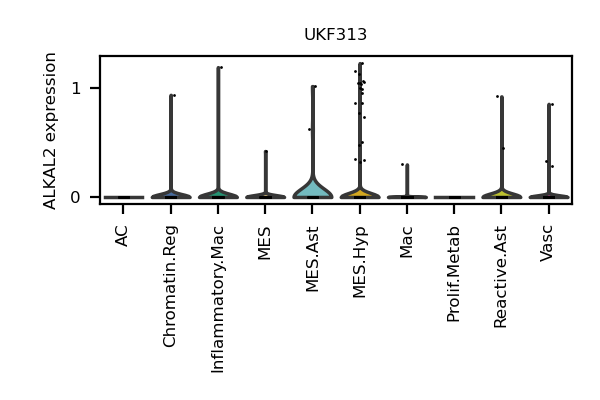 UKF313
ALKAL2 expression
1
0
AC
Chromatin.Reg
Inflammatory.Mac
MES
MES.Ast
MES.Hyp
Mac
Prolif.Metab
Reactive.Ast
Vasc